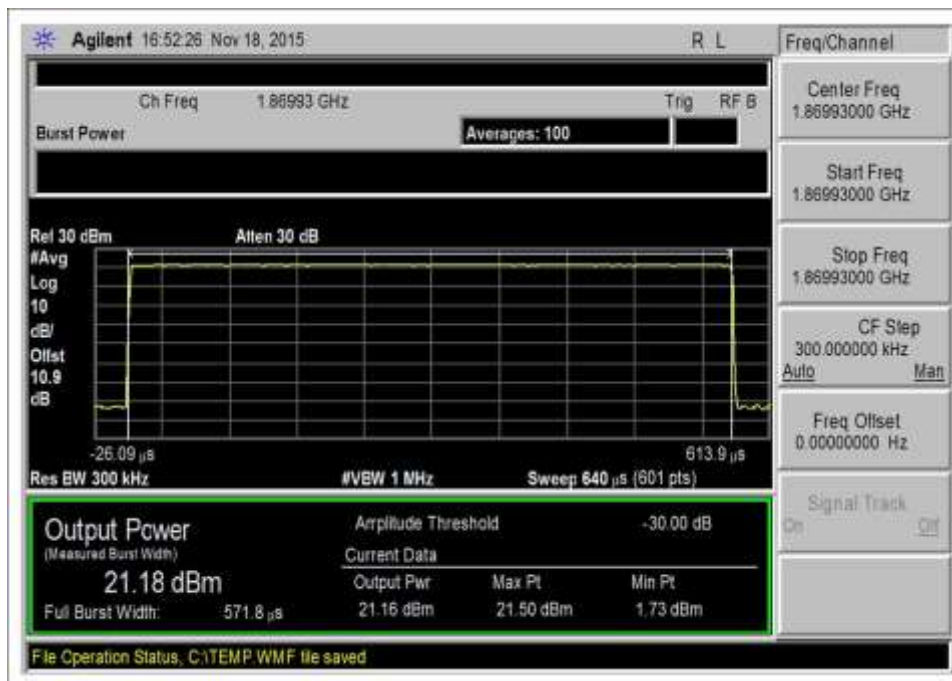 Agilent 16:52:26 Nov 18, 2015 R L
Freq/Channel
Ch Freq 1.86993 GHz Trig RF B
Burst Power Averages: 100
Center Freq
1.86993000 GHz
Start Freq
1.86993000 GHz
Stop Freq
1.86993000 GHz
CF Step
300.000000 kHz
Auto Man
Freq Offset
0.00000000 Hz
Signal Track
On Off
Ref 30 dBm Atten 30 dB
#Avg
Log
10
dB/
Offst
10.9
dB
-26.09 µs 613.9 µs
Res BW 300 kHz #VBW 1 MHz Sweep 640 µs (601 pts)
Output Power
(Measured Burst Width)
21.18 dBm
Full Burst Width: 571.8 µs
Amplitude Threshold -30.00 dB
Current Data
Output Pwr Max Pt Min Pt
21.16 dBm 21.50 dBm 1.73 dBm
File Operation Status, C:\TEMP.WMF file saved